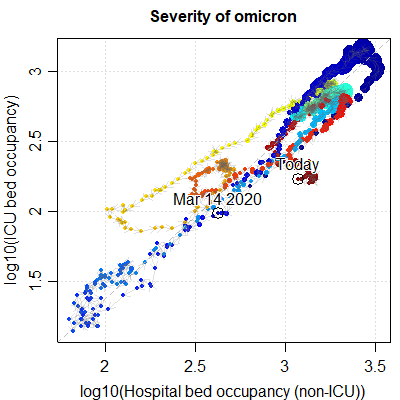 Severity of omicron
log10(ICU bed occupancy)
3
2.5
2
1.5
Today
Mar 14 2020
2
2.5
3
3.5
log10(Hospital bed occupancy (non-ICU))